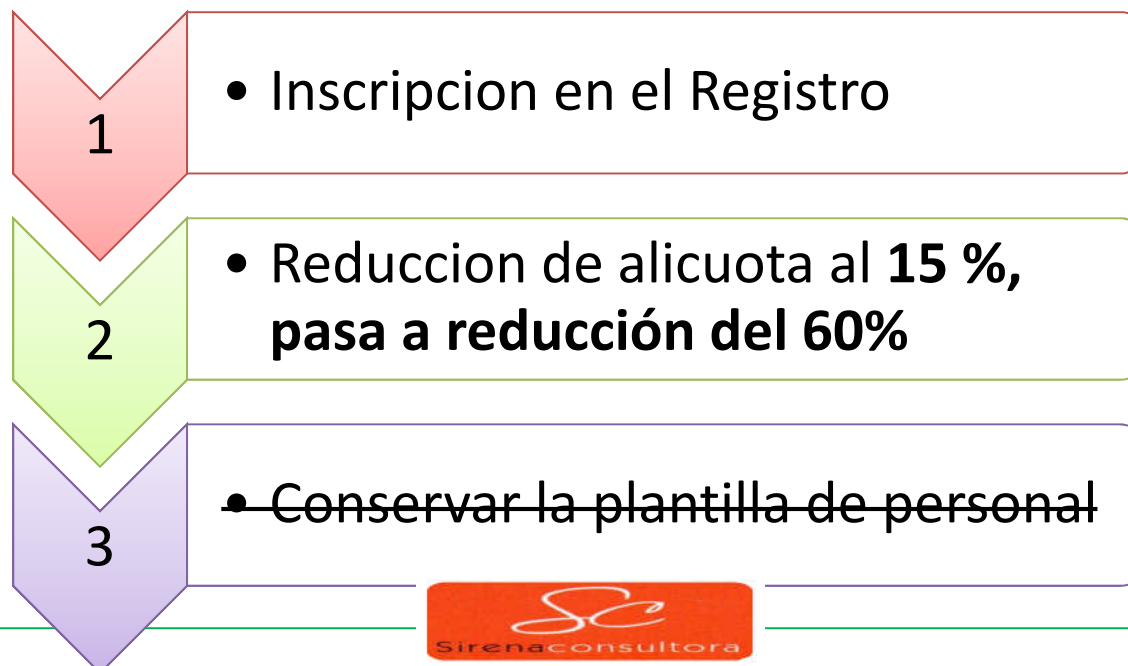 1
• Inscripcion en el Registro
2
• Reduccion de alicuota al 15 %,
pasa a reducción del 60%
3
• Conservar la plantilla de personal
SC
Sirenaconsultora